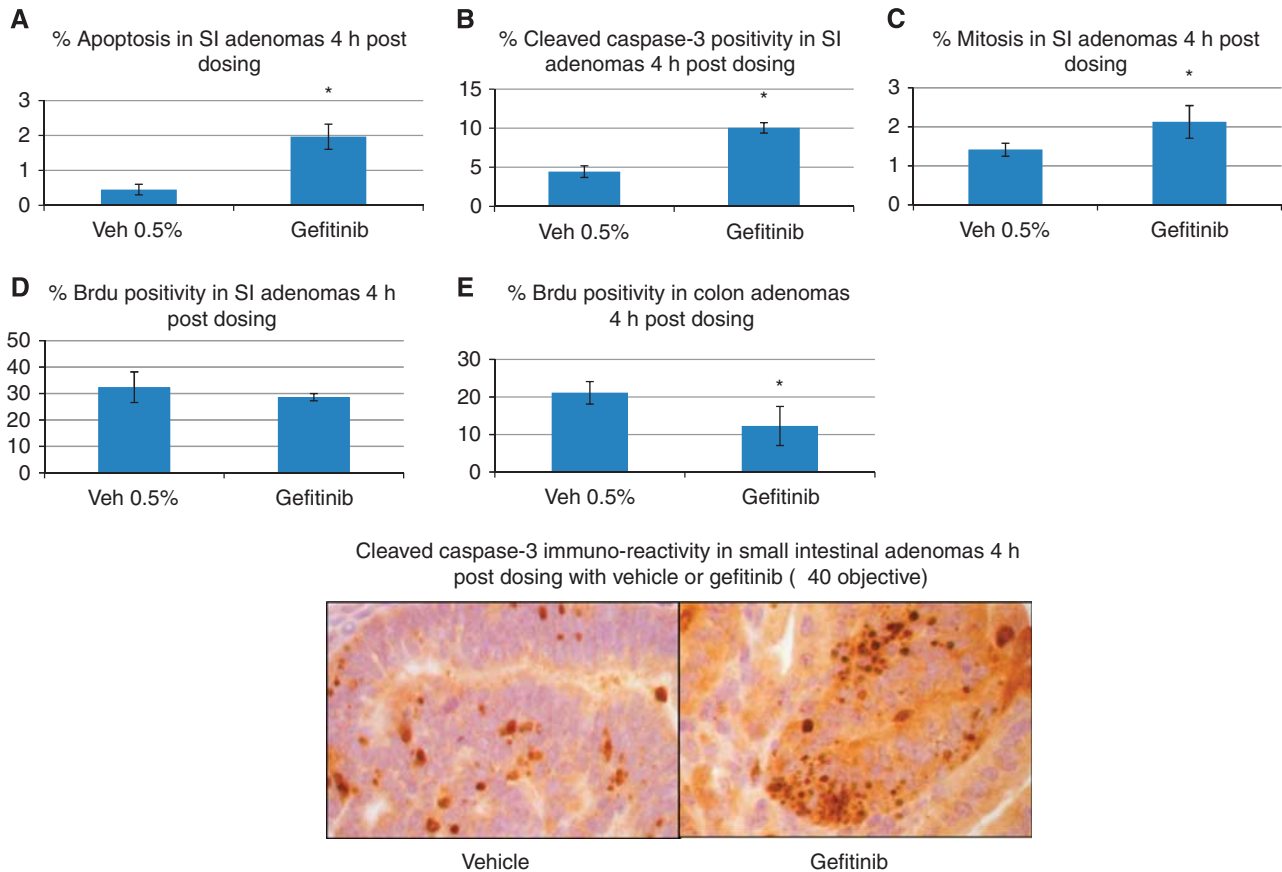 A
% Apoptosis in SI adenomas 4 h post
dosing
*
3
2
1
0
Veh 0.5%
Gefitinib
B
% Cleaved caspase-3 positivity in SI
adenomas 4 h post dosing
*
15
10
5
0
Veh 0.5%
Gefitinib
C
% Mitosis in SI adenomas 4 h post
dosing
*
3
2
1
0
Veh 0.5%
Gefitinib
D
% Brdu positivity in SI adenomas 4 h
post dosing
50
40
30
20
10
0
Veh 0.5%
Gefitinib
E
% Brdu positivity in colon adenomas
4 h post dosing
*
30
20
10
0
Veh 0.5%
Gefitinib
Cleaved caspase-3 immuno-reactivity in small intestinal adenomas 4 h
post dosing with vehicle or gefitinib ( 40 objective)
Vehicle
Gefitinib